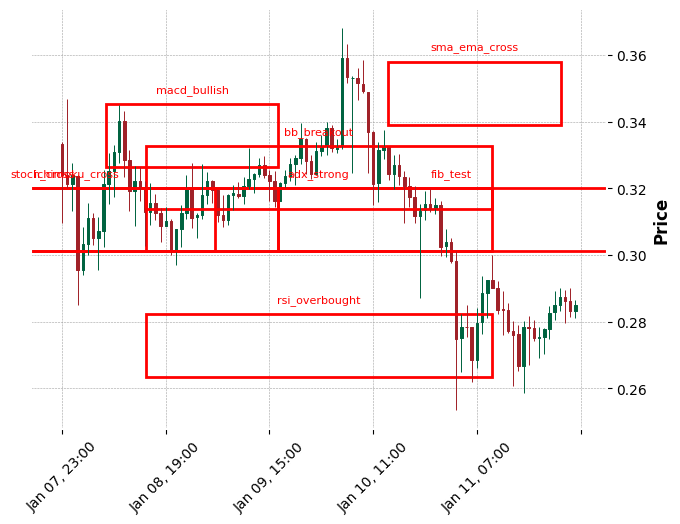 sma_ema_cross
0.36
macd_bullish
0.34
bb_breakout
adx_strong
fib_test
0.32
0.30
rsi_overbought
0.28
0.26
Price
Jan 07, 23:00
Jan 08, 19:00
Jan 09, 15:00
Jan 10, 11:00
Jan 11, 07:00